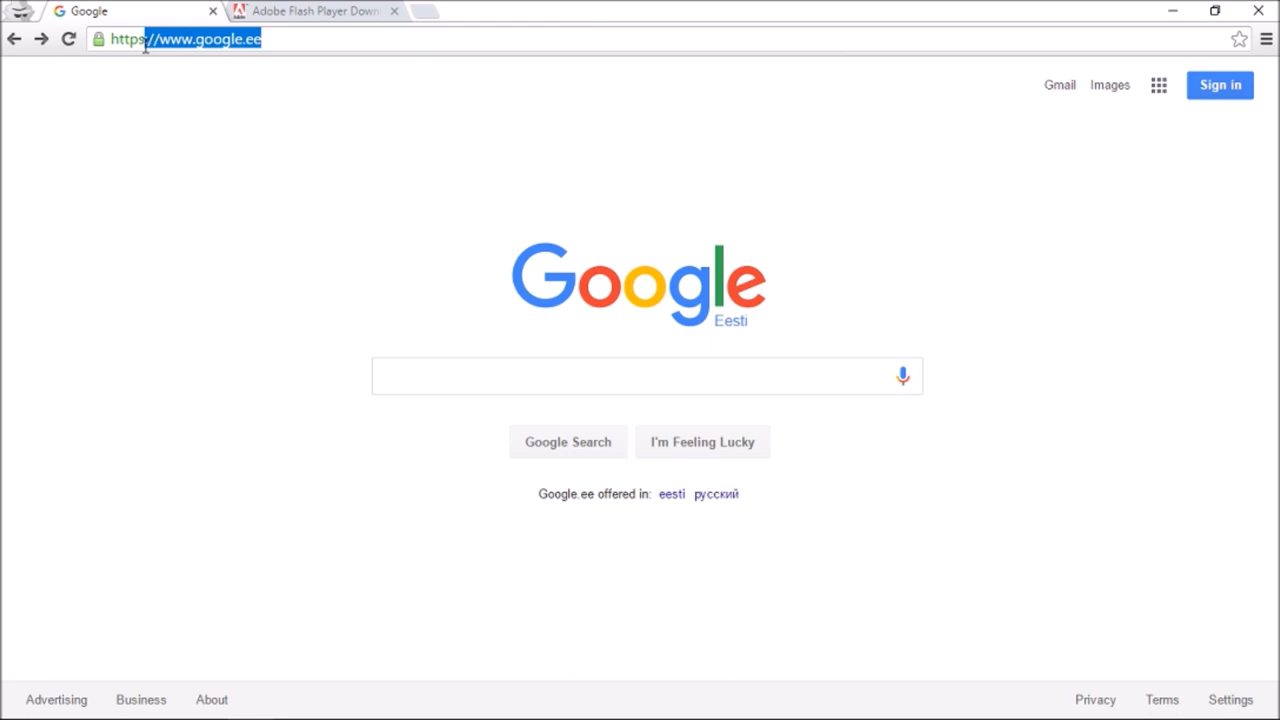 Google
Adobe Flash Player Down
https://www.google.ee
Gmail Images Sign in
Google
Eesti
Google Search I'm Feeling Lucky
Google.ee offered in: eesti русский
Advertising Business About Privacy Terms Settings